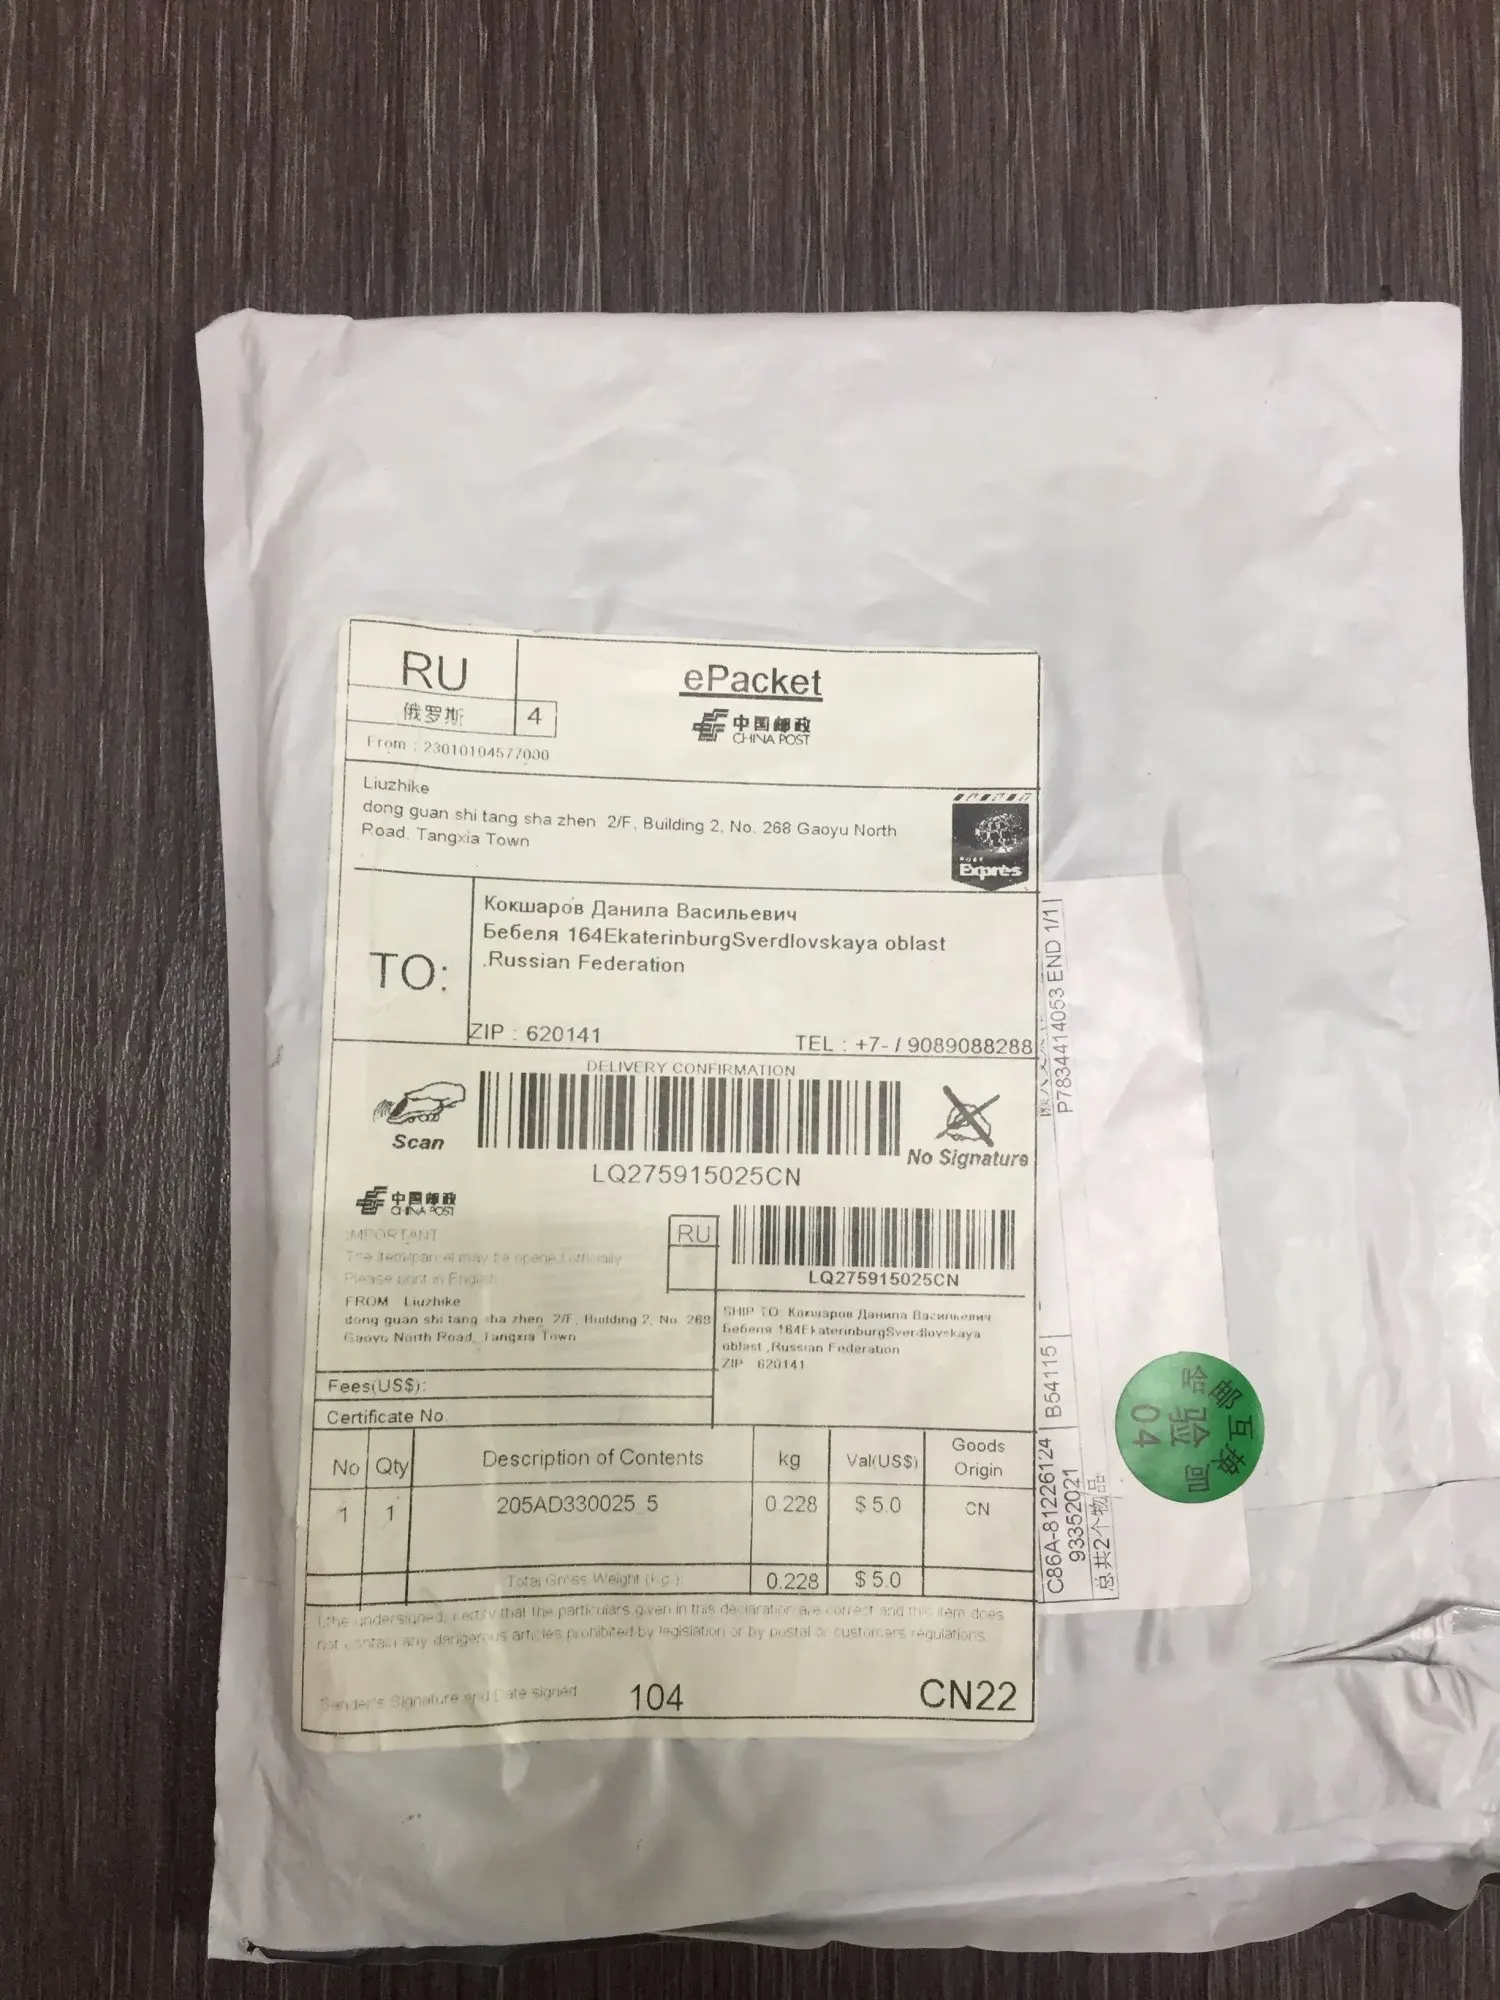 RU
俄罗斯
4
ePacket
中国邮政
CHINA POST
From : 23010104577000
Liuzhike
dong guan shi tang sha zhen 2/F, Building 2, No. 268 Gaoyu North
Road, Tangxia Town
Expres
TO:
Кокшаров Данила Васильевич
Бебеля 164EkaterinburgSverdlovskaya oblast
,Russian Federation
ZIP : 620141
TEL : +7- / 9089088288
DELIVERY CONFIRMATION
Scan
No Signature
LQ275915025CN
中国邮政
CHINA POST
IMPORTANT
The item/parcel may be opened officially
Please print in English
RU
LQ275915025CN
FROM Liuzhike
dong guan shi tang sha zhen 2/F, Building 2, No. 268
Gaoyu North Road, Tangxia Town
SHIP TO: Кокшаров Данила Васильевич
Бебеля 164EkaterinburgSverdlovskaya
oblast ,Russian Federation
ZIP 620141
Fees(US$):
Certificate No.
No Qty Description of Contents kg Val(US$) Goods Origin
1 1 205AD330025_5 0.228 $ 5.0 CN
Total Gross Weight (kg) 0.228 $ 5.0
I,the undersigned, certify that the particulars given in this declaration are correct and this item does
not contain any dangerous articles prohibited by legislation or by postal or customers regulations.
Sender's Signature and Date signed
104
CN22
P78344414053 END 1/1
B54115
C86A-81226124
93352021
总共2个物品
验
04